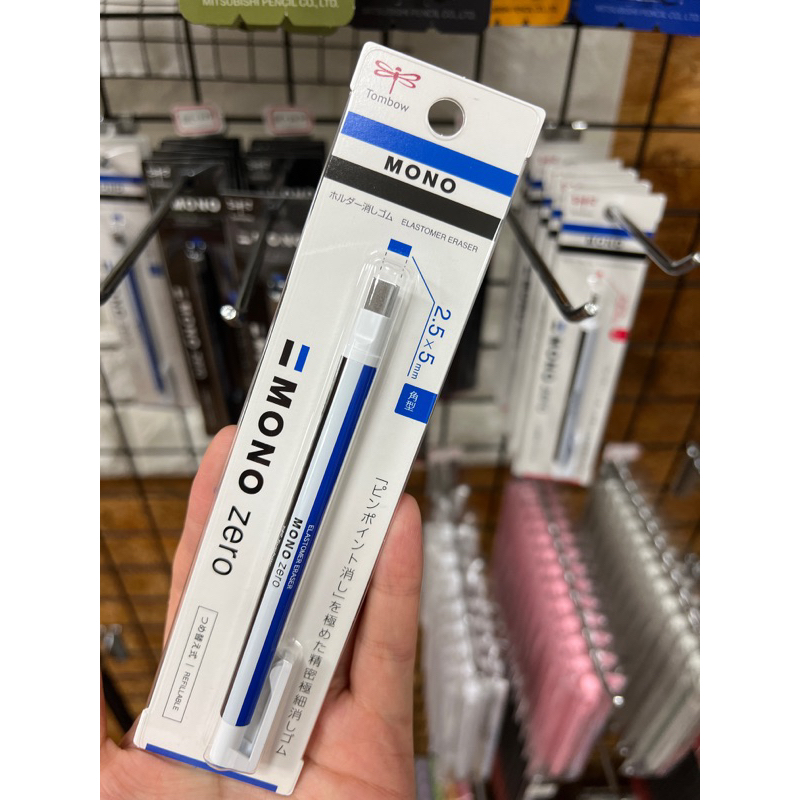 MITSUBISHI PENCIL CO., LTD.
Tombow
MONO
ホルダー消しゴム ELASTOMER ERASER
2.5×5mm
角型
MONO zero
ELASTOMER ERASER
MONO zero
「ピンポイント消し」を極めた精密極細消しゴム
つめ替え式 | REFILLABLE
MONO